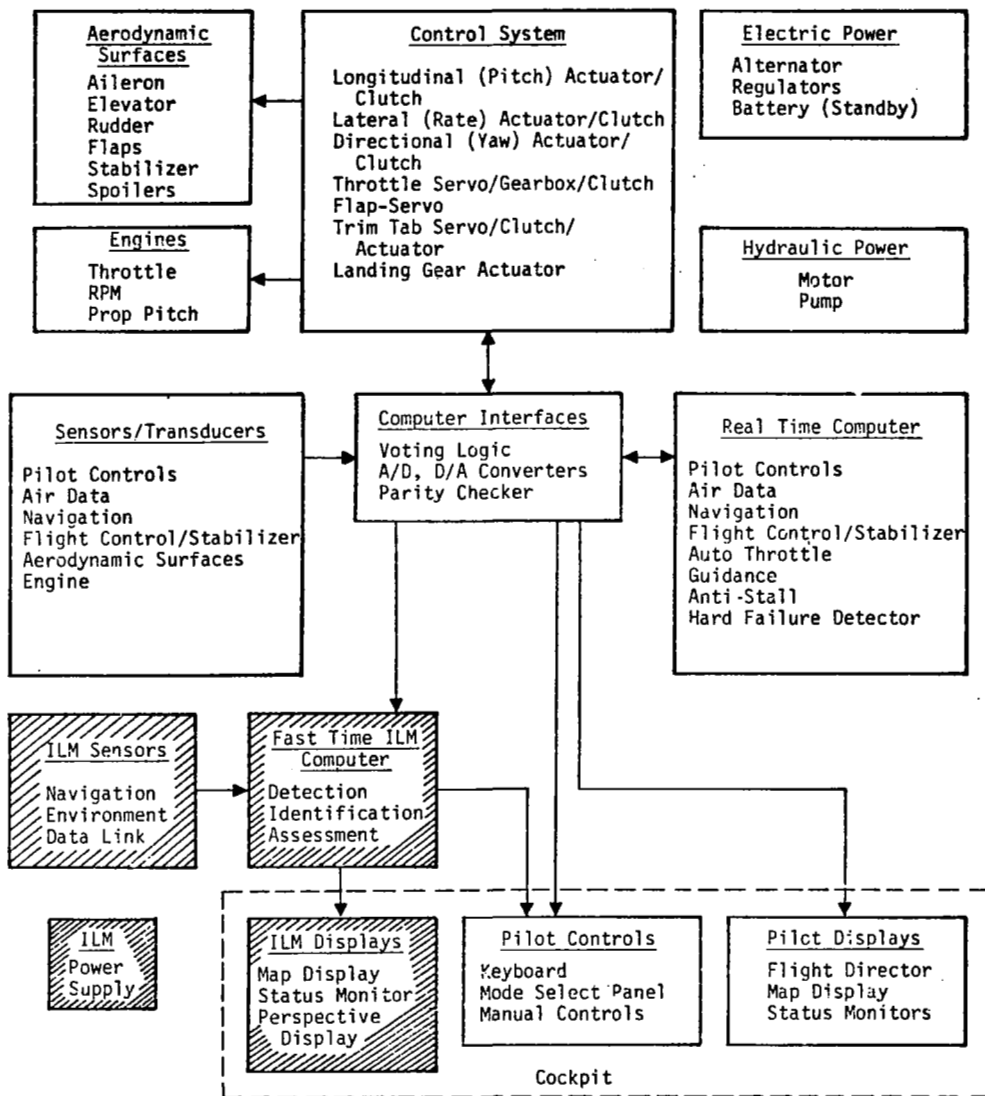 Aerodynamic
Surfaces
Aileron
Elevator
Rudder
Flaps
Stabilizer
Spoilers
Control System
Longitudinal (Pitch) Actuator/
Clutch
Lateral (Rate) Actuator/Clutch
Directional (Yaw) Actuator/
Clutch
Throttle Servo/Gearbox/Clutch
Flap-Servo
Trim Tab Servo/Clutch/
Actuator
Landing Gear Actuator
Electric Power
Alternator
Regulators
Battery (Standby)
Engines
Throttle
RPM
Prop Pitch
Hydraulic Power
Motor
Pump
Sensors/Transducers
Pilot Controls
Air Data
Navigation
Flight Control/Stabilizer
Aerodynamic Surfaces
Engine
Computer Interfaces
Voting Logic
A/D, D/A Converters
Parity Checker
Real Time Computer
Pilot Controls
Air Data
Navigation
Flight Control/Stabilizer
Auto Throttle
Guidance
Anti-Stall
Hard Failure Detector
ILM Sensors
Navigation
Environment
Data Link
Fast Time ILM
Computer
Detection
Identification
Assessment
ILM
Power
Supply
ILM Displays
Map Display
Status Monitor
Perspective
Display
Pilot Controls
Keyboard
Mode Select Panel
Manual Controls
Pilot Displays
Flight Director
Map Display
Status Monitors
Cockpit